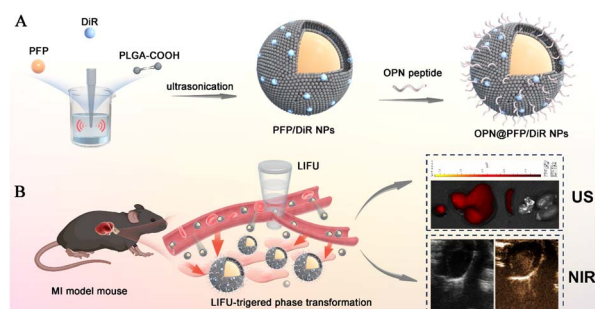 A
DiR
PFP
PLGA-COOH
ultrasonication
OPN peptide
PFP/DiR NPs
OPN@PFP/DiR NPs
B
LIFU
US
MI model mouse
LIFU-trigered phase transformation
NIR